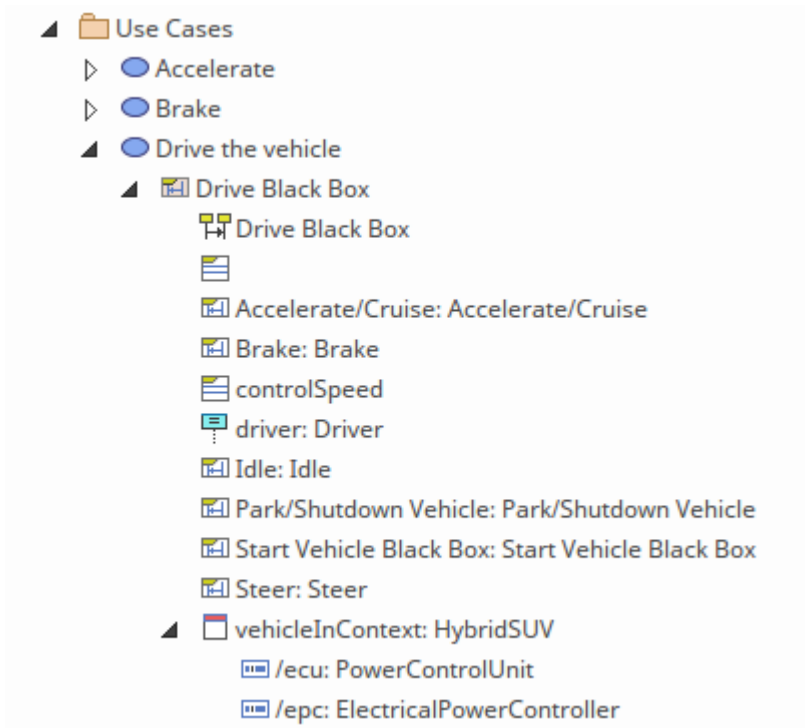 Use Cases
Accelerate
Brake
Drive the vehicle
Drive Black Box
Drive Black Box
Accelerate/Cruise: Accelerate/Cruise
Brake: Brake
controlSpeed
driver: Driver
Idle: Idle
Park/Shutdown Vehicle: Park/Shutdown Vehicle
Start Vehicle Black Box: Start Vehicle Black Box
Steer: Steer
vehicleInContext: HybridSUV
/ecu: PowerControlUnit
/epc: ElectricalPowerController